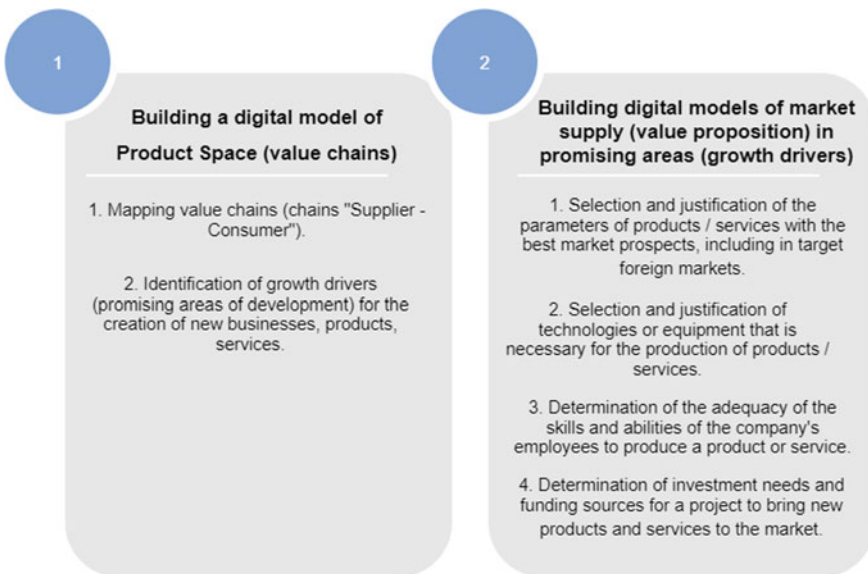 1
Building a digital model of
Product Space (value chains)
1. Mapping value chains (chains "Supplier -
Consumer").
2. Identification of growth drivers
(promising areas of development) for the
creation of new businesses, products,
services.
2
Building digital models of market
supply (value proposition) in
promising areas (growth drivers)
1. Selection and justification of the
parameters of products / services with the
best market prospects, including in target
foreign markets.
2. Selection and justification of
technologies or equipment that is
necessary for the production of products /
services.
3. Determination of the adequacy of the
skills and abilities of the company's
employees to produce a product or service.
4. Determination of investment needs and
funding sources for a project to bring new
products and services to the market.